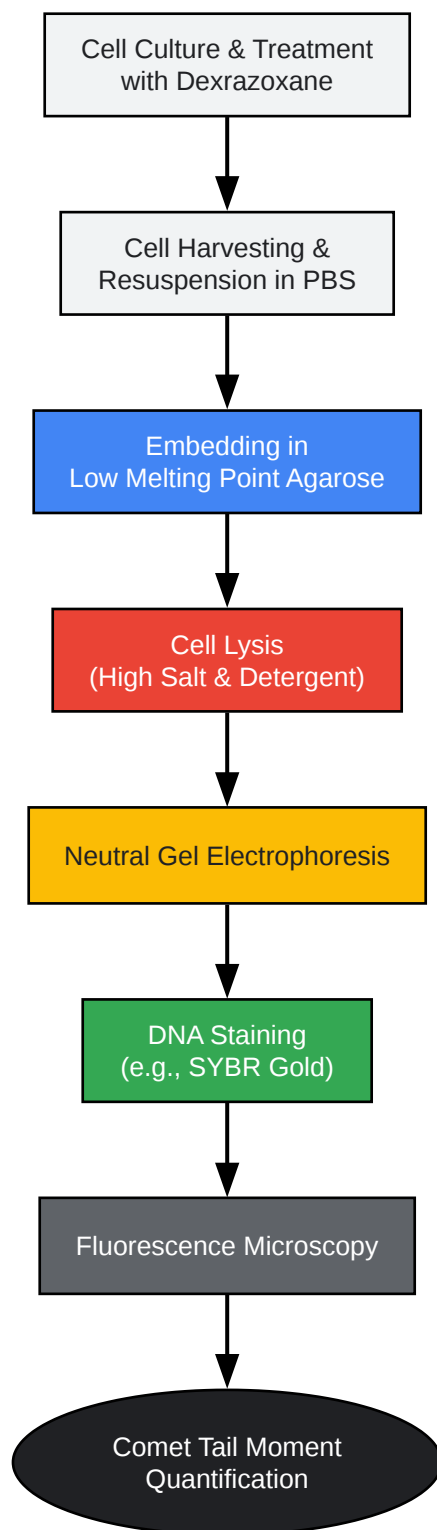 Cell Culture & Treatment
with Dexrazoxane
Cell Harvesting &
Resuspension in PBS
Embedding in
Low Melting Point Agarose
Cell Lysis
(High Salt & Detergent)
Neutral Gel Electrophoresis
DNA Staining
(e.g., SYBR Gold)
Fluorescence Microscopy
Comet Tail Moment
Quantification